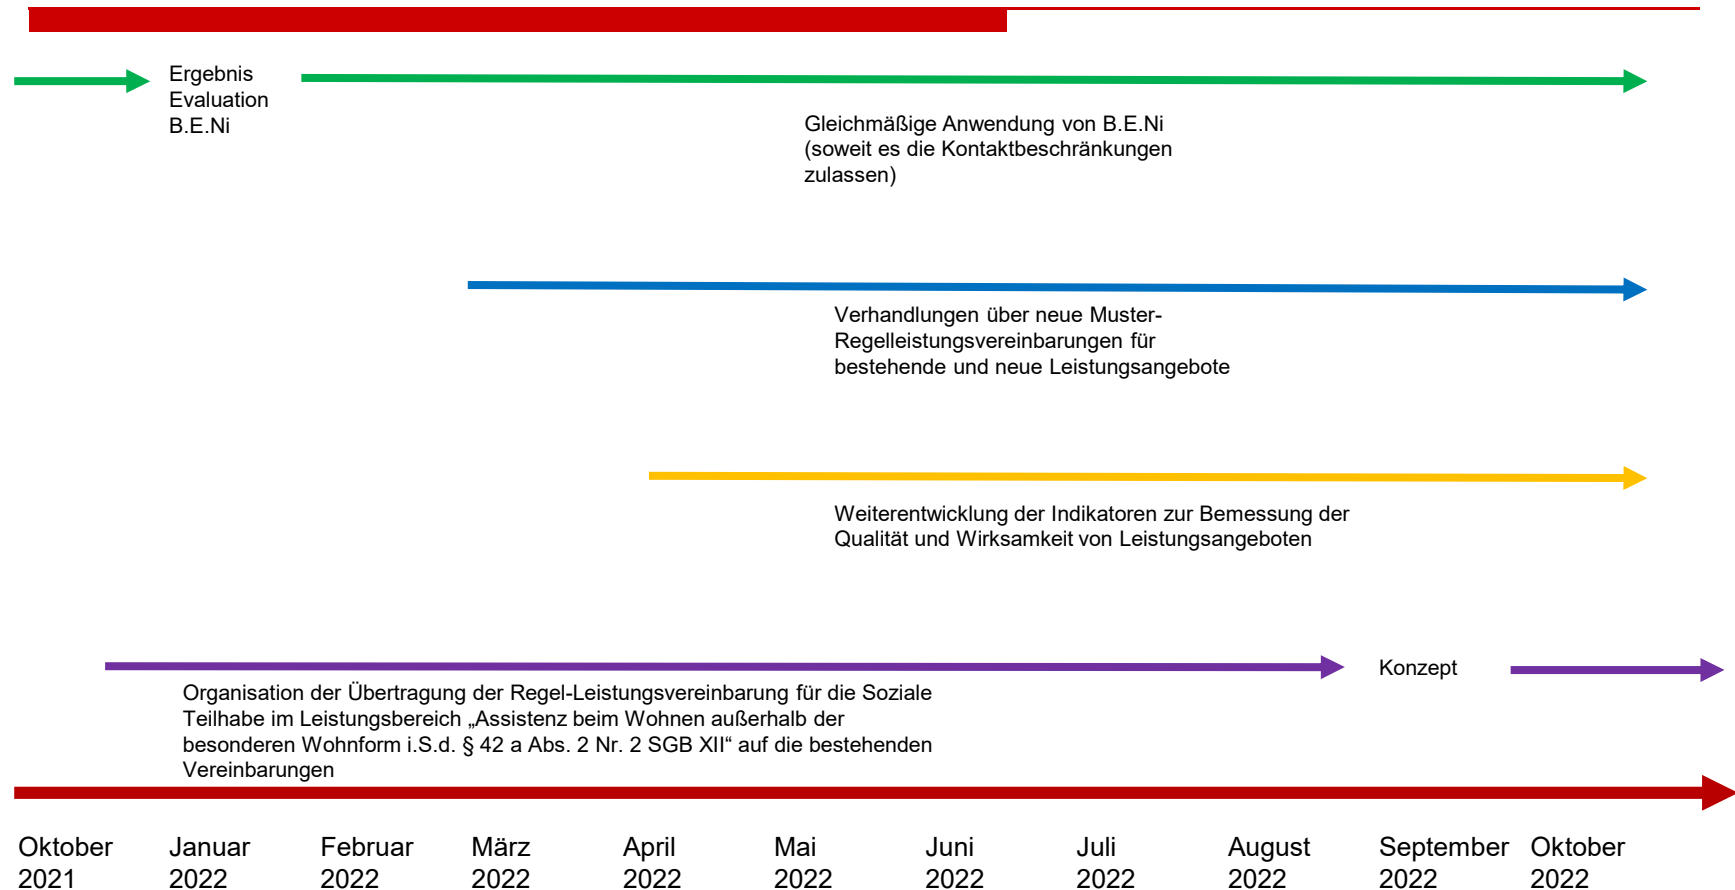 Ergebnis
Evaluation
B.E.Ni
Gleichmäßige Anwendung von B.E.Ni
(soweit es die Kontaktbeschränkungen
zulassen)
Verhandlungen über neue Muster-
Regelleistungsvereinbarungen für
bestehende und neue Leistungsangebote
Weiterentwicklung der Indikatoren zur Bemessung der
Qualität und Wirksamkeit von Leistungsangeboten
Konzept
Organisation der Übertragung der Regel-Leistungsvereinbarung für die Soziale
Teilhabe im Leistungsbereich „Assistenz beim Wohnen außerhalb der
besonderen Wohnform i.S.d. § 42 a Abs. 2 Nr. 2 SGB XII“ auf die bestehenden
Vereinbarungen
Oktober 2021
Januar 2022
Februar 2022
März 2022
April 2022
Mai 2022
Juni 2022
Juli 2022
August 2022
September 2022
Oktober 2022